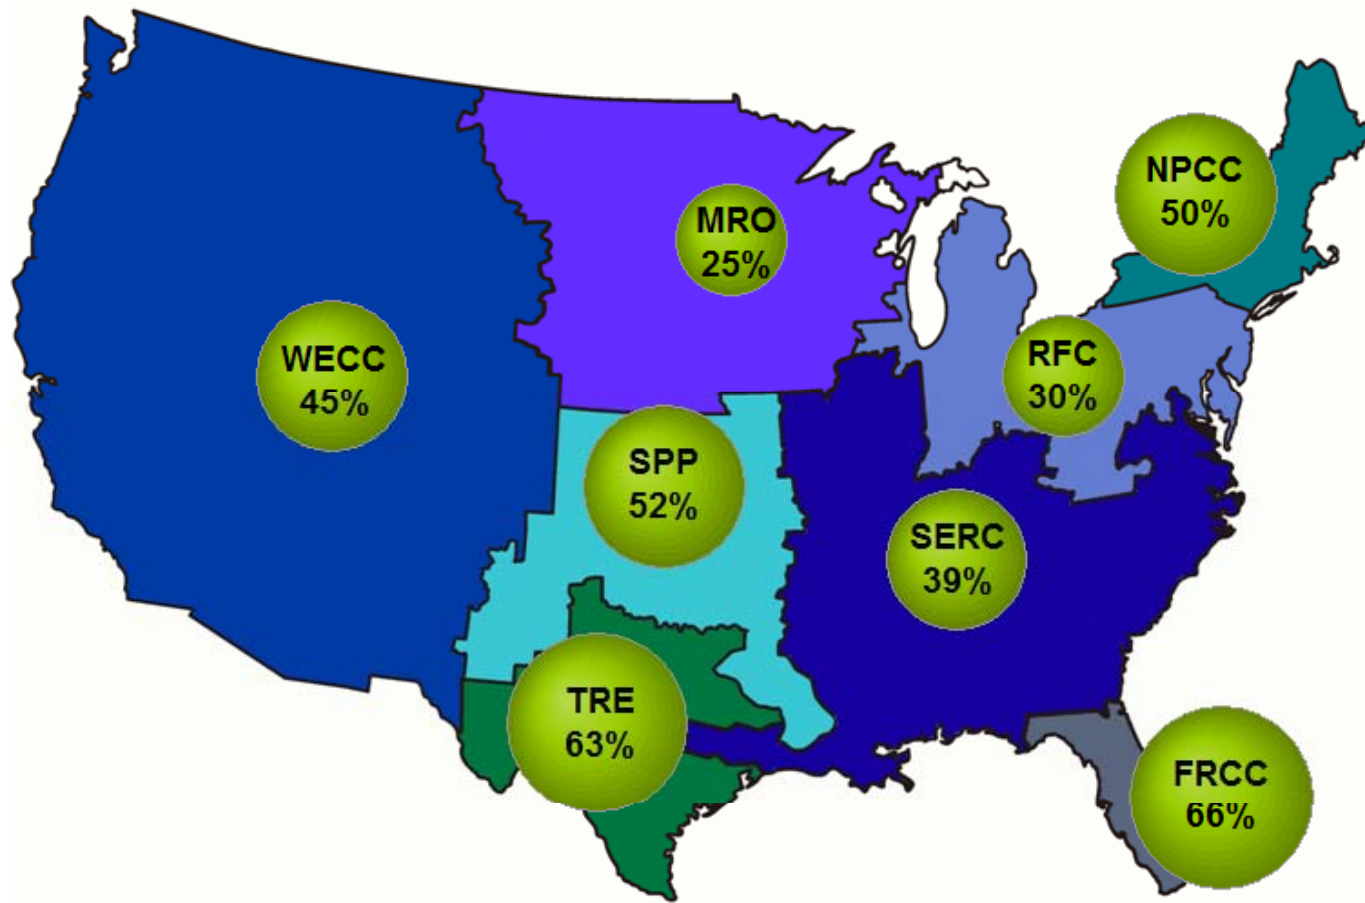 NPCC
50%
MRO
25%
WECC
45%
RFC
30%
SPP
52%
SERC
39%
TRE
63%
FRCC
66%